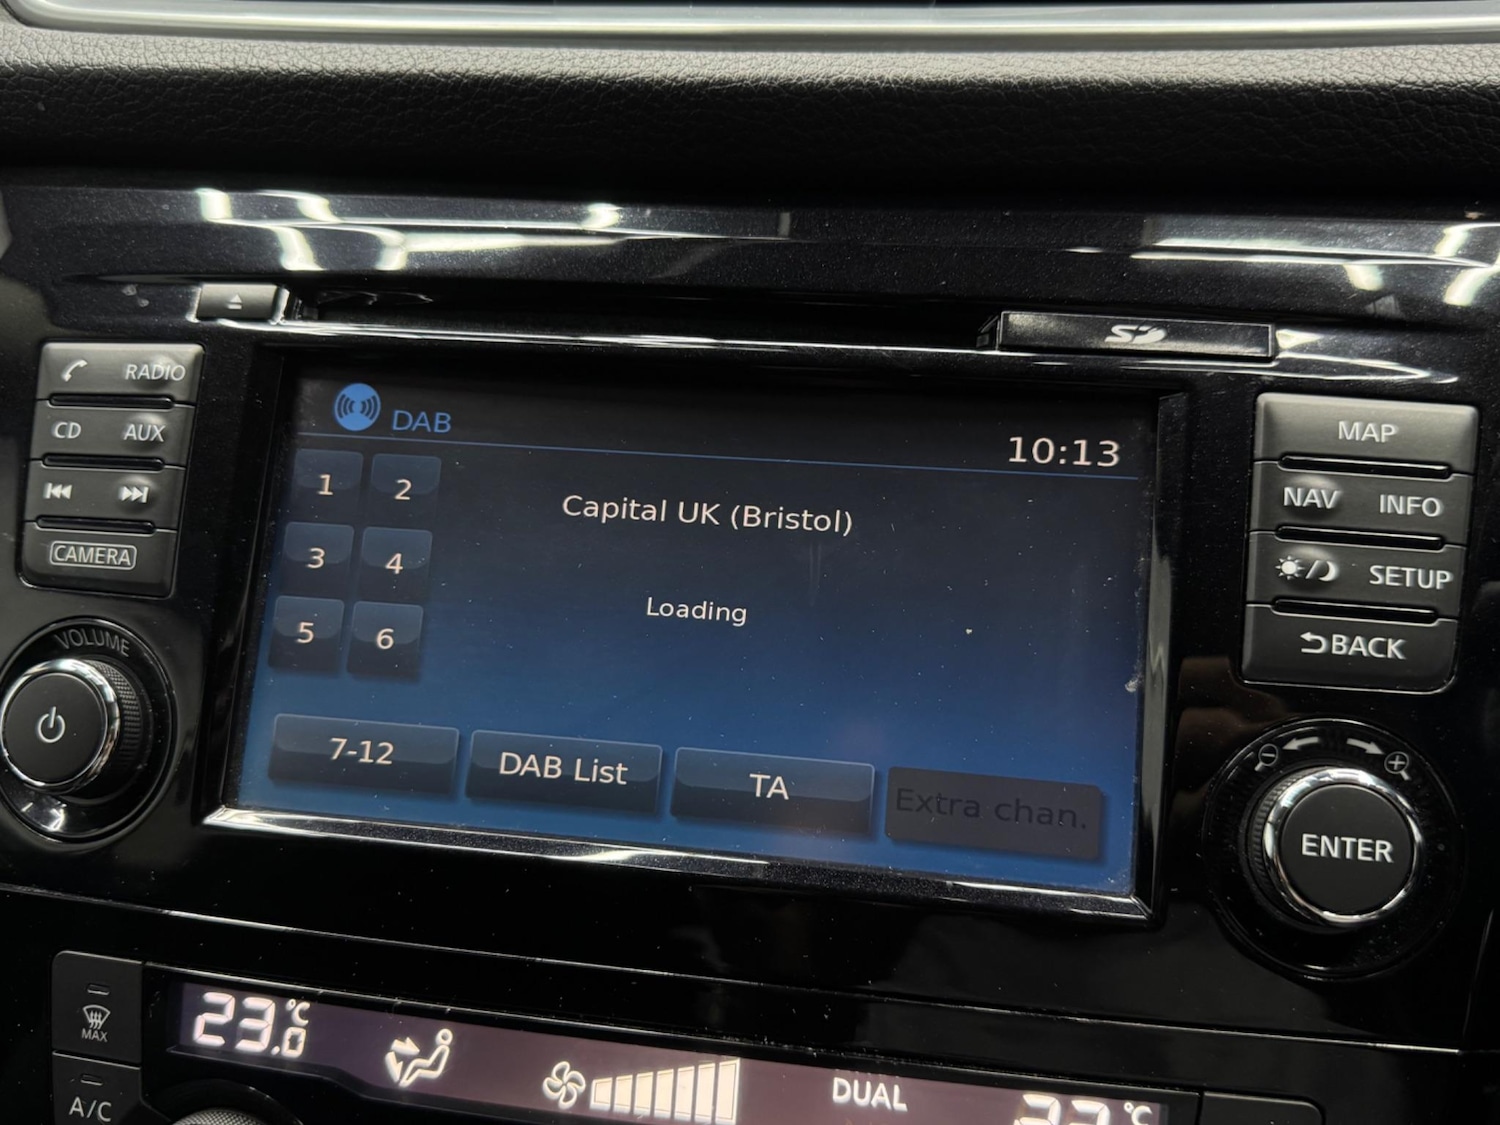 RADIO
CD AUX
CAMERA
VOLUME
SD
DAB
10:13
1 2
3 4
5 6
Capital UK (Bristol)
Loading
7-12
DAB List
TA
Extra chan.
MAP
NAV INFO
SETUP
BACK
ENTER
MAX
A/C
23.0
°C
DUAL
°C